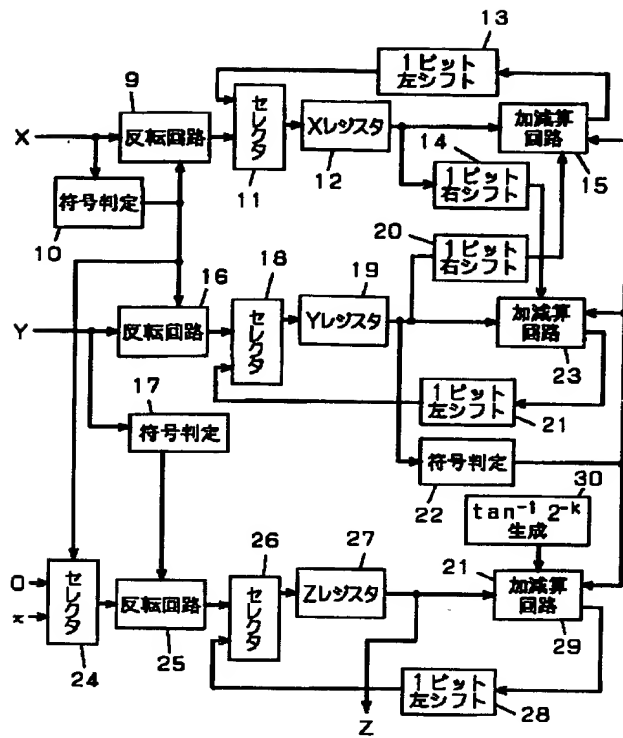 13
1ビット
左シフト
9
X
反転回路
セレクタ
Xレジスタ
加減算
回路
11
12
14
15
符号判定
10
1ビット
右シフト
20
1ビット
右シフト
16
18
19
Y
反転回路
セレクタ
Yレジスタ
加減算
回路
23
17
符号判定
1ビット
左シフト
21
符号判定
22
30
tan⁻¹ 2⁻ᵏ
生成
26
27
21
0
π
セレクタ
反転回路
セレクタ
Zレジスタ
加減算
回路
24
25
29
1ビット
左シフト
28
Z